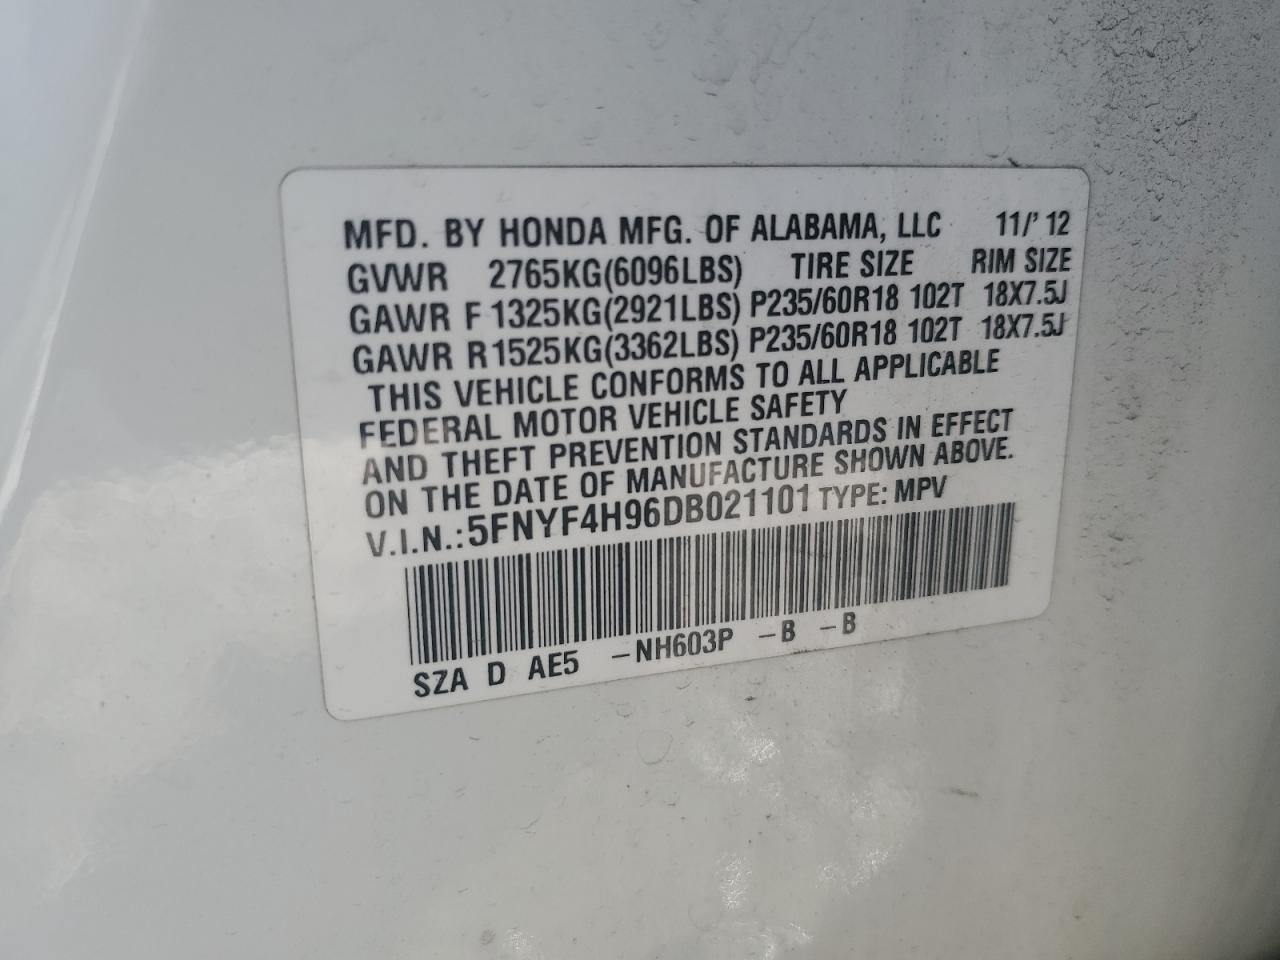 MFD. BY HONDA MFG. OF ALABAMA, LLC 11/' 12
GVWR 2765KG(6096LBS) TIRE SIZE RIM SIZE
GAWR F 1325KG(2921LBS) P235/60R18 102T 18X7.5J
GAWR R 1525KG(3362LBS) P235/60R18 102T 18X7.5J
THIS VEHICLE CONFORMS TO ALL APPLICABLE
FEDERAL MOTOR VEHICLE SAFETY
AND THEFT PREVENTION STANDARDS IN EFFECT
ON THE DATE OF MANUFACTURE SHOWN ABOVE.
V.I.N.: 5FNYF4H96DB021101 TYPE: MPV
SZA D AE5 -NH603P -B -B